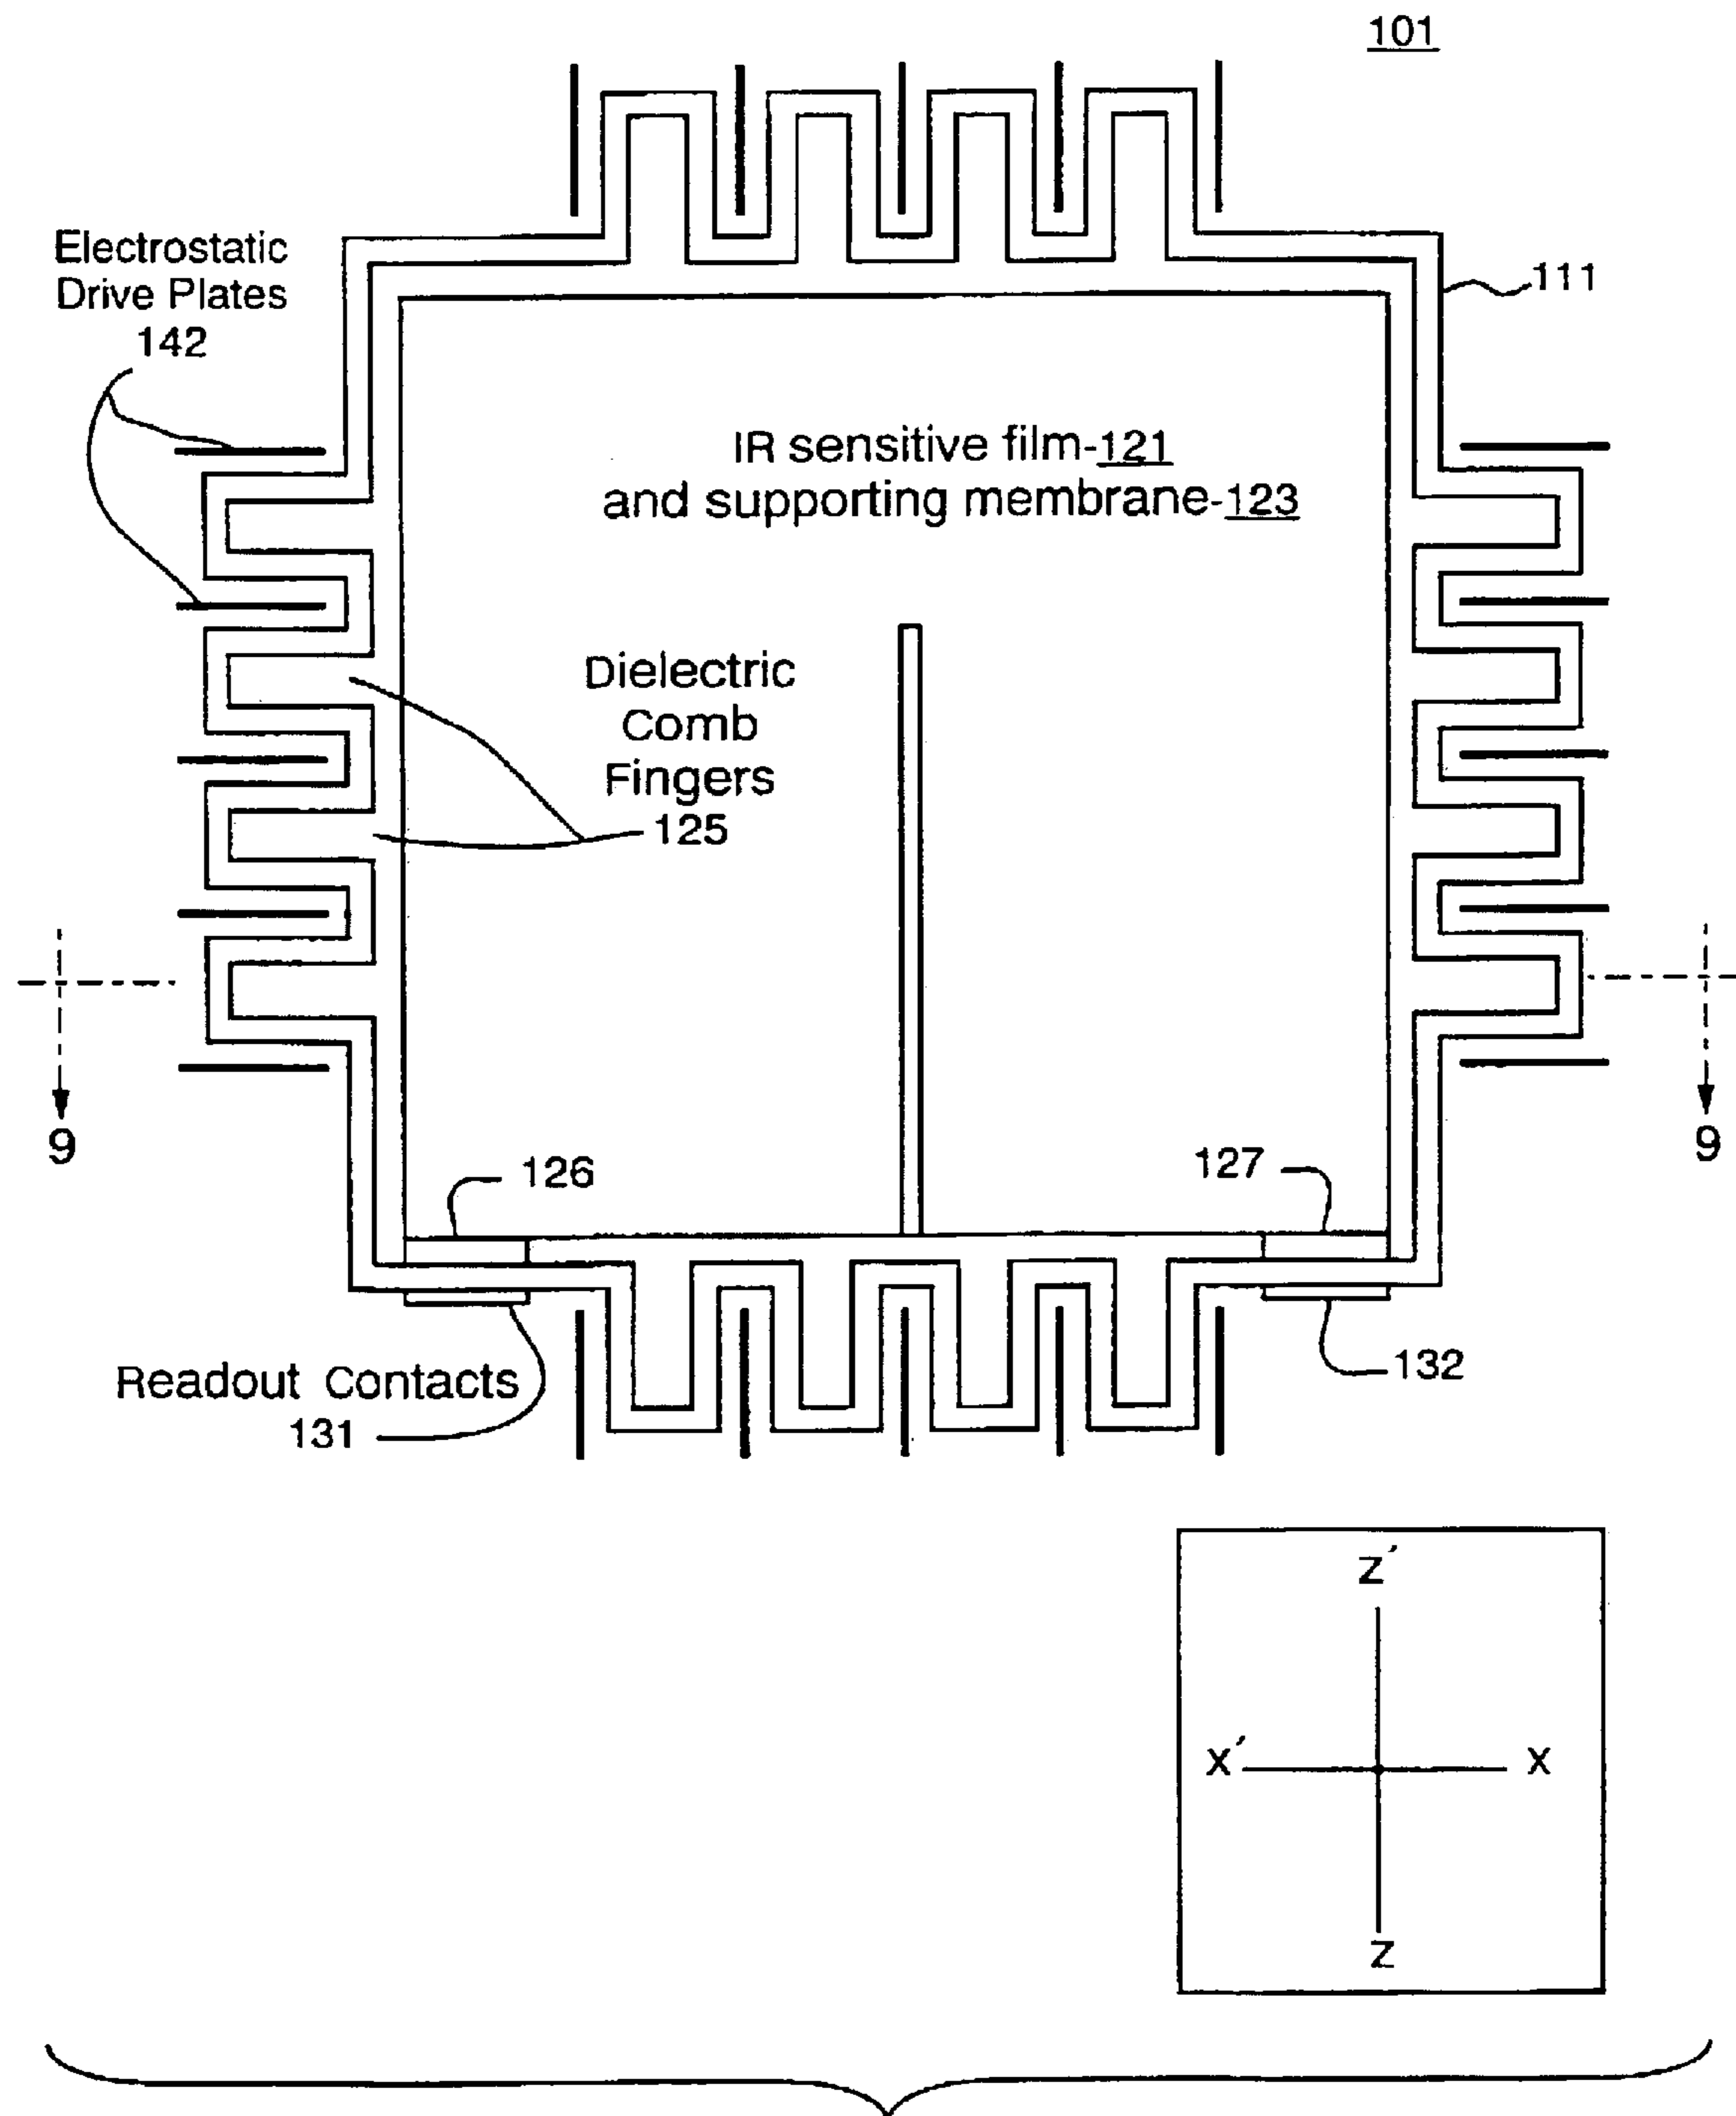 101
Electrostatic
Drive Plates
142
111
IR sensitive film-121
and supporting membrane-123
Dielectric
Comb
Fingers
125
9
9
126
127
Readout Contacts
131
132
z′
x′
x
z